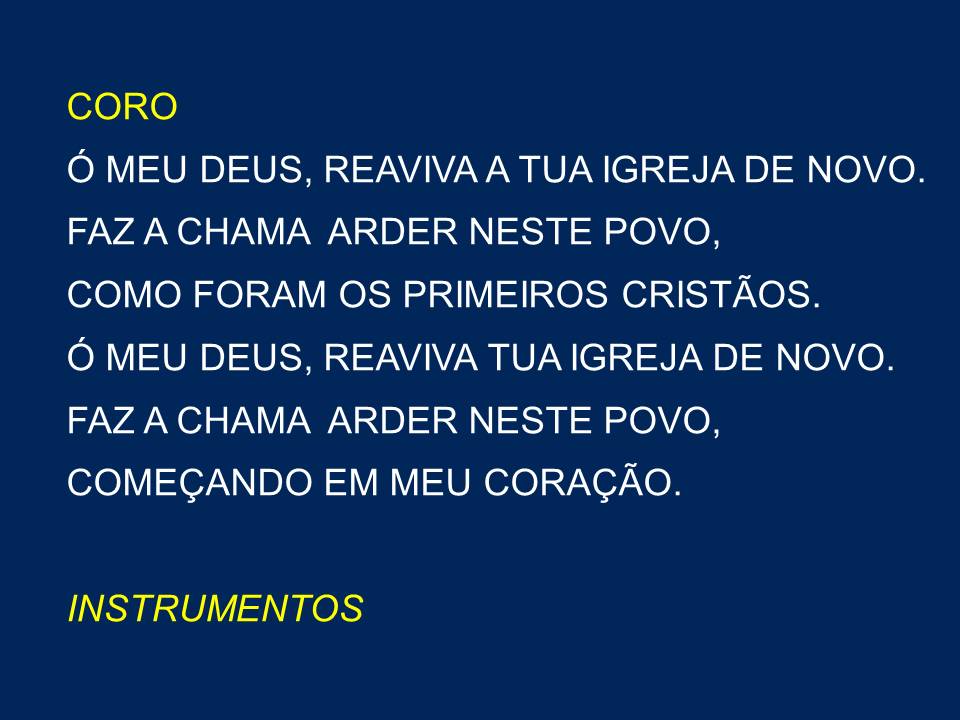 CORO
Ó MEU DEUS, REAVIVA A TUA IGREJA DE NOVO.
FAZ A CHAMA  ARDER NESTE POVO,
COMO FORAM OS PRIMEIROS CRISTÃOS.
Ó MEU DEUS, REAVIVA TUA IGREJA DE NOVO.
FAZ A CHAMA  ARDER NESTE POVO,
COMEÇANDO EM MEU CORAÇÃO.
INSTRUMENTOS